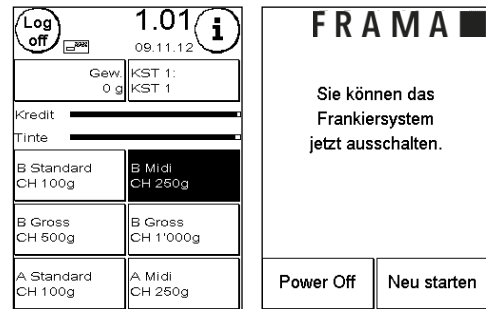 Log
off
1.01
i
09.11.12
Gew.
0 g
KST 1:
KST 1
Kredit
Tinte
B Standard
CH 100g
B Midi
CH 250g
B Gross
CH 500g
B Gross
CH 1'000g
A Standard
CH 100g
A Midi
CH 250g
FRAMA
Sie können das
Frankiersystem
jetzt ausschalten.
Power Off
Neu starten